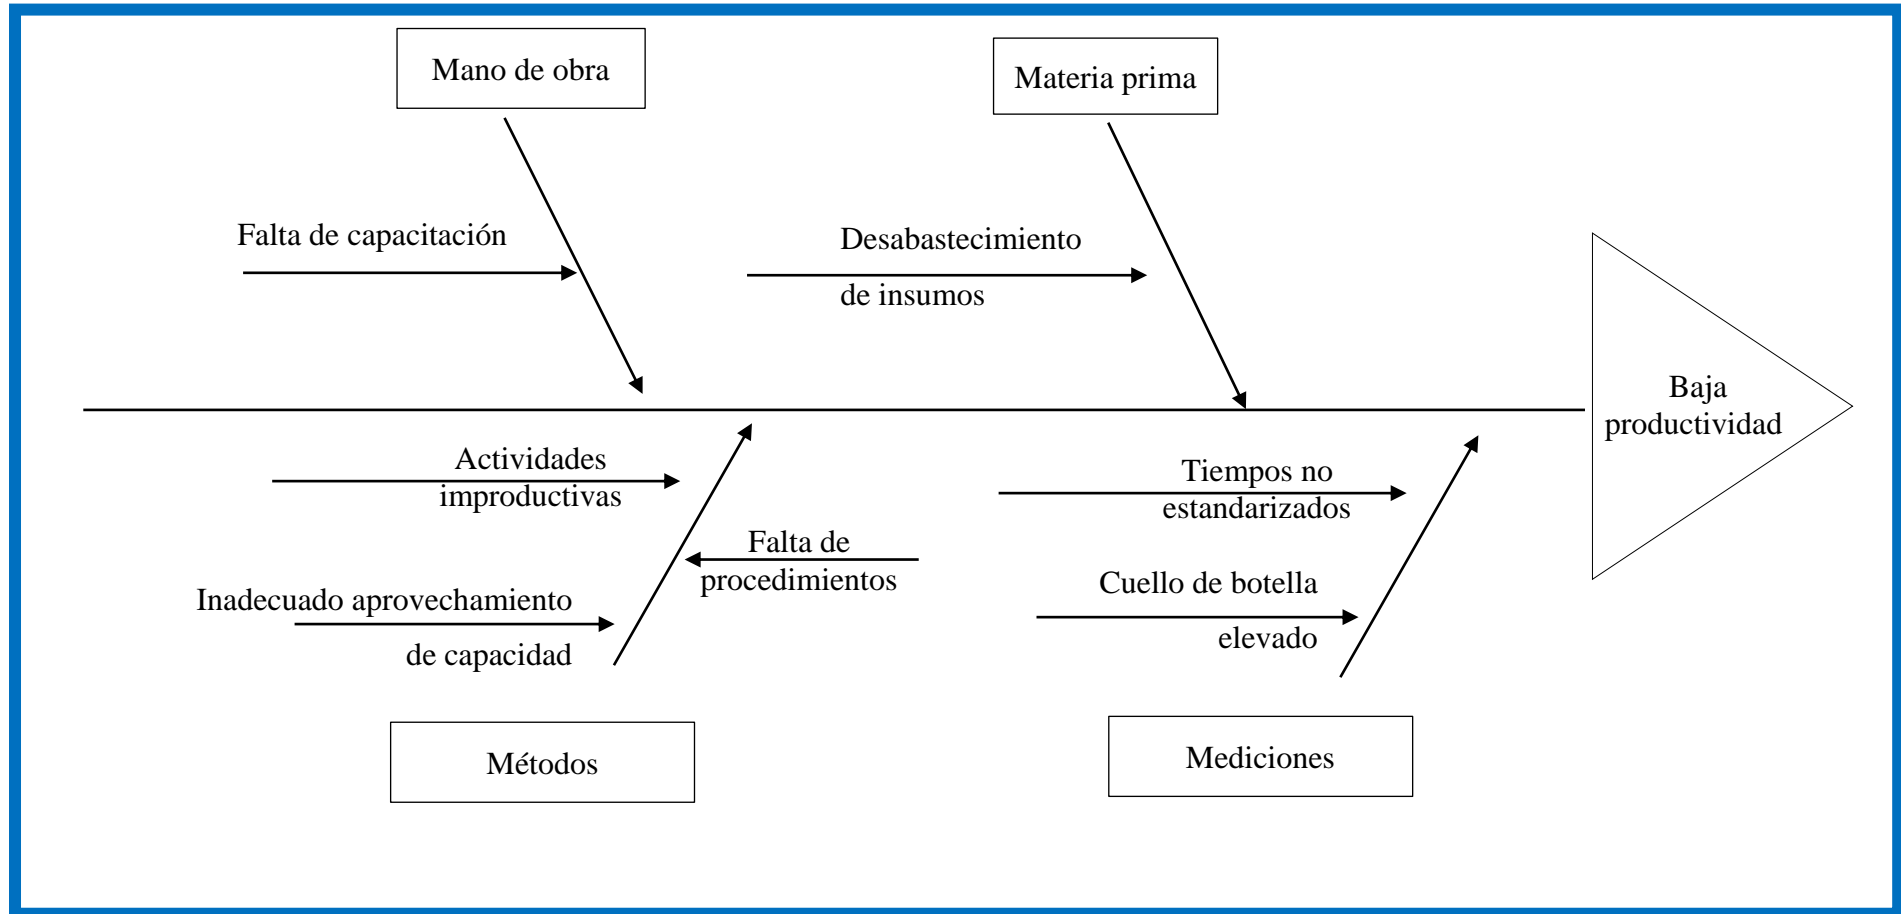 Mano de obra
Materia prima
Falta de capacitación
Desabastecimiento
de insumos
Baja
productividad
Actividades
improductivas
Tiempos no
estandarizados
Falta de
procedimientos
Cuello de botella
elevado
Inadecuado aprovechamiento
de capacidad
Métodos
Mediciones